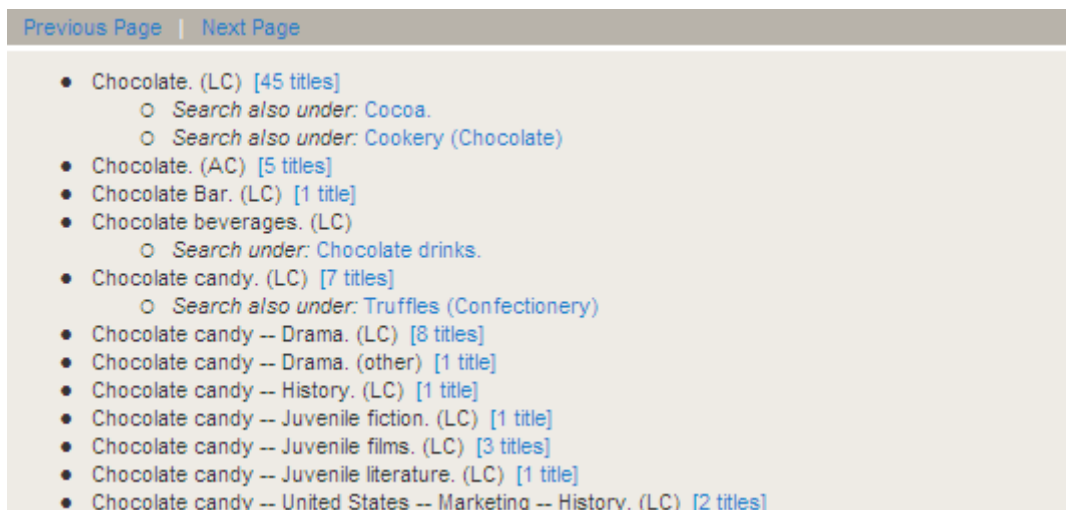 Previous Page | Next Page
• Chocolate. (LC) [45 titles]
o Search also under: Cocoa.
o Search also under: Cookery (Chocolate)
• Chocolate. (AC) [5 titles]
• Chocolate Bar. (LC) [1 title]
• Chocolate beverages. (LC)
o Search under: Chocolate drinks.
• Chocolate candy. (LC) [7 titles]
o Search also under: Truffles (Confectionery)
• Chocolate candy -- Drama. (LC) [8 titles]
• Chocolate candy -- Drama. (other) [1 title]
• Chocolate candy -- History. (LC) [1 title]
• Chocolate candy -- Juvenile fiction. (LC) [1 title]
• Chocolate candy -- Juvenile films. (LC) [3 titles]
• Chocolate candy -- Juvenile literature. (LC) [1 title]
• Chocolate candy -- United States -- Marketing -- History. (LC) [2 titles]